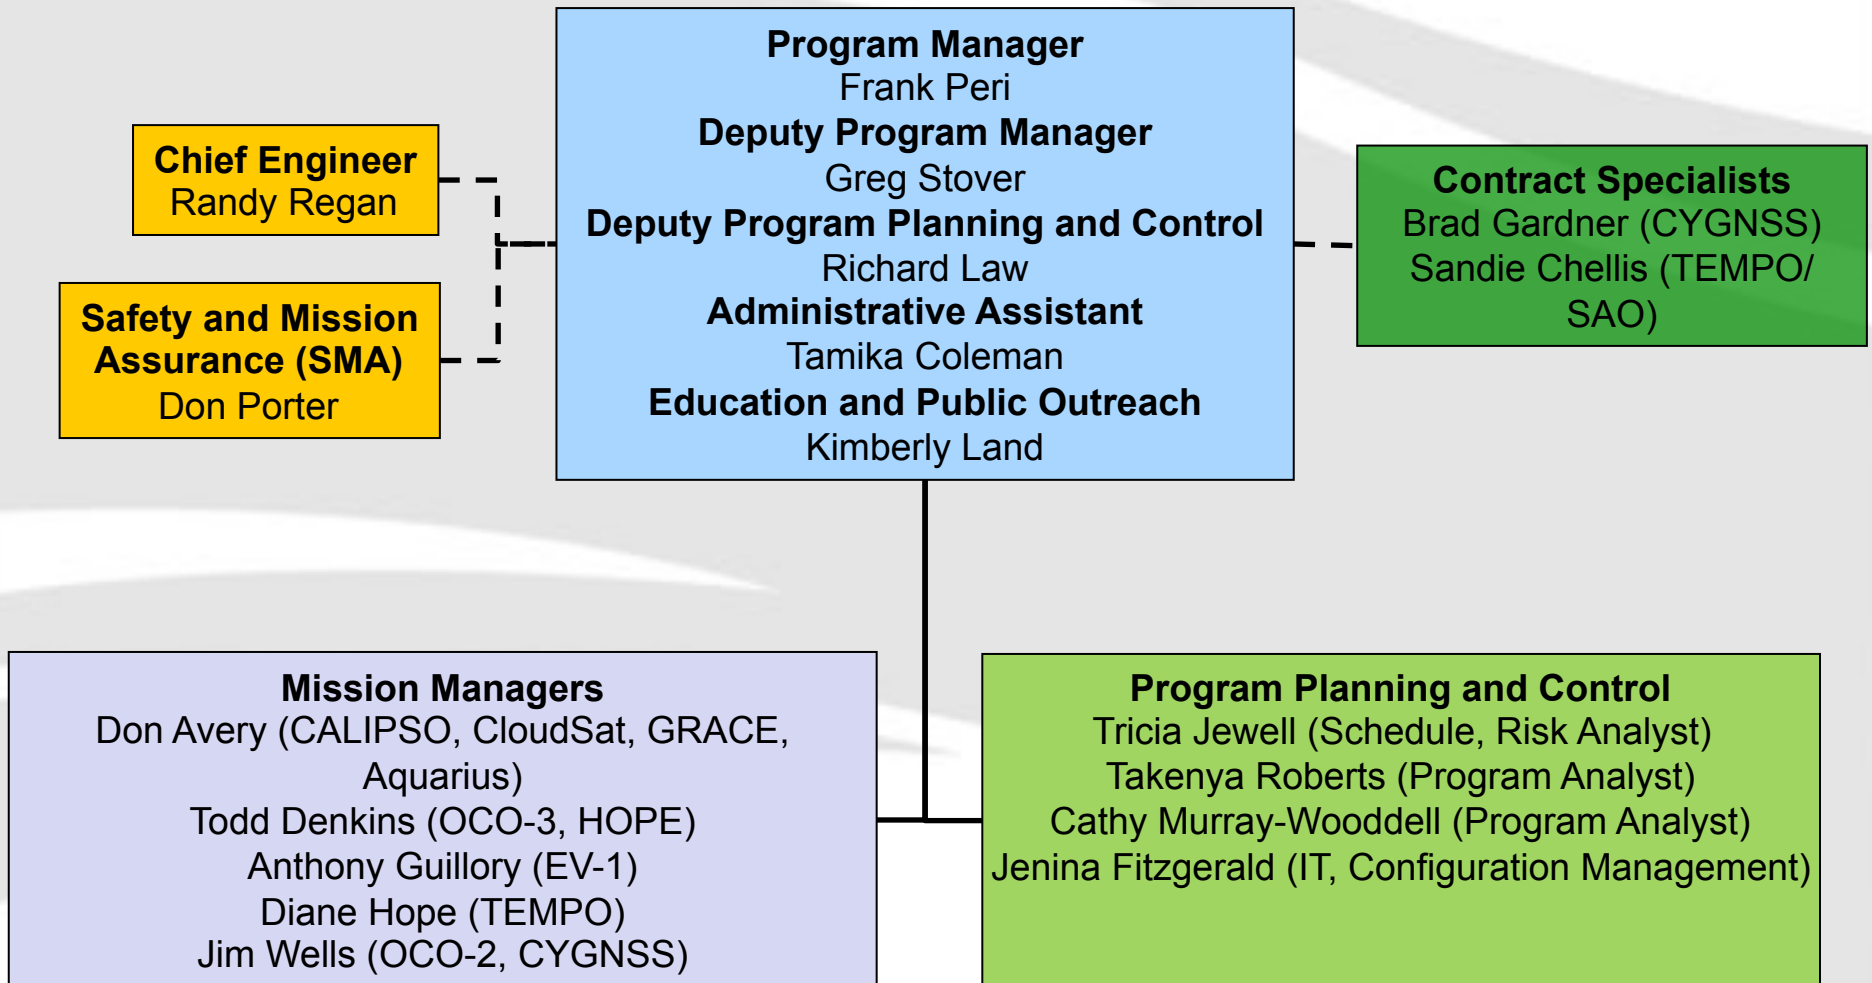 Program Manager
Frank Peri
Deputy Program Manager
Greg Stover
Deputy Program Planning and Control
Richard Law
Administrative Assistant
Tamika Coleman
Education and Public Outreach
Kimberly Land
Chief Engineer
Randy Regan
Safety and Mission
Assurance (SMA)
Don Porter
Contract Specialists
Brad Gardner (CYGNSS)
Sandie Chellis (TEMPO/
SAO)
Mission Managers
Don Avery (CALIPSO, CloudSat, GRACE,
Aquarius)
Todd Denkins (OCO-3, HOPE)
Anthony Guillory (EV-1)
Diane Hope (TEMPO)
Jim Wells (OCO-2, CYGNSS)
Program Planning and Control
Tricia Jewell (Schedule, Risk Analyst)
Takenya Roberts (Program Analyst)
Cathy Murray-Wooddell (Program Analyst)
Jenina Fitzgerald (IT, Configuration Management)